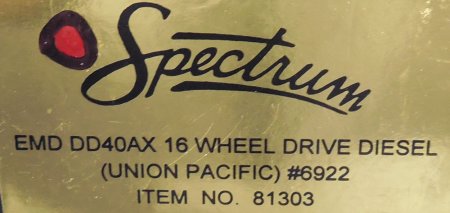 Spectrum
EMD DD40AX 16 WHEEL DRIVE DIESEL
(UNION PACIFIC) #6922
ITEM NO. 81303